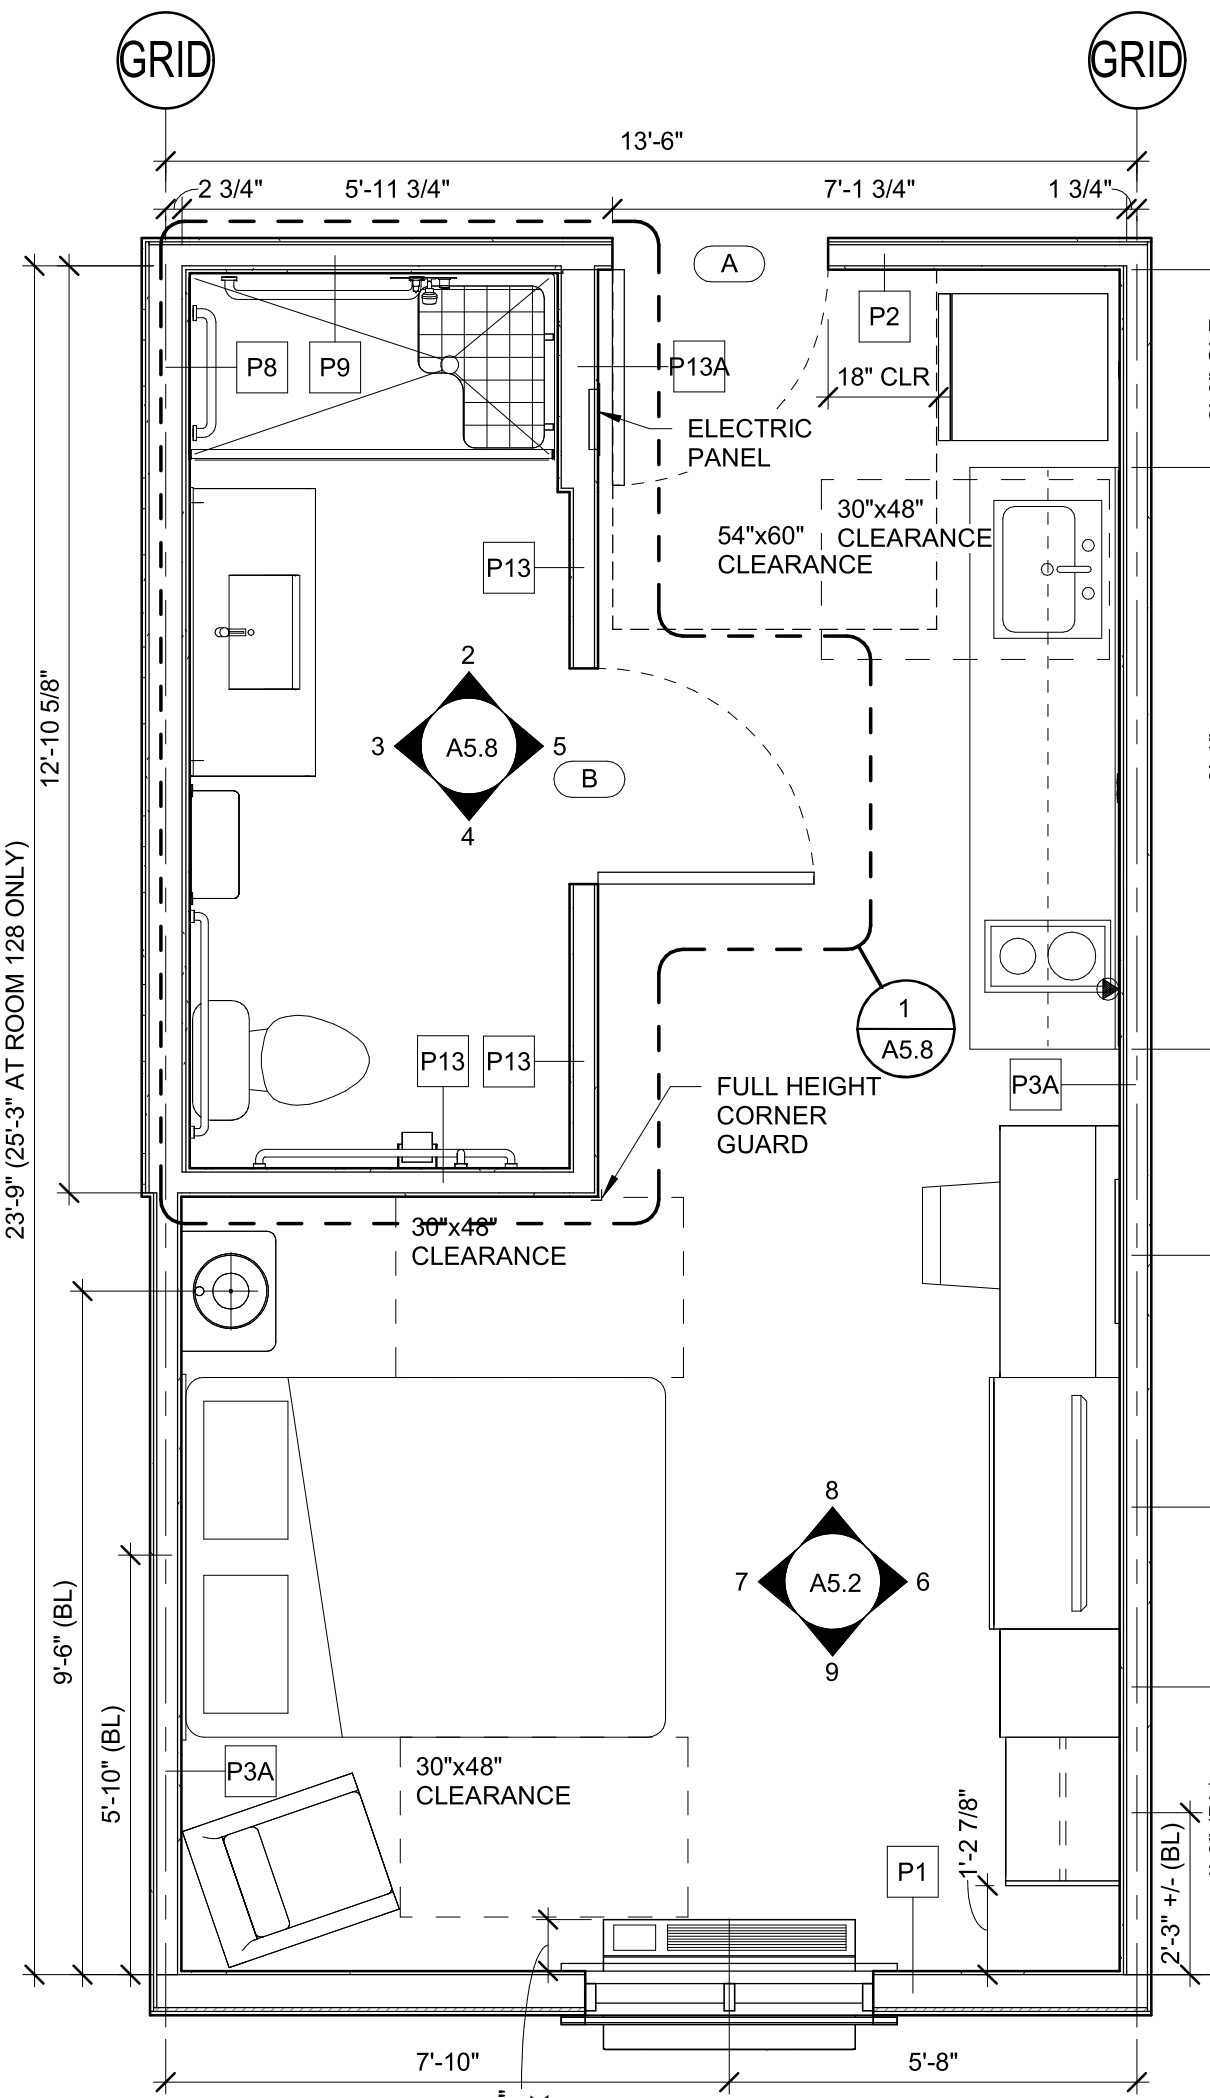 GRID
GRID
13'-6"
2 3/4"
5'-11 3/4"
7'-1 3/4"
1 3/4"
A
P2
P8
P9
P13A
18" CLR
ELECTRIC
PANEL
30"x48"
CLEARANCE
54"x60"
CLEARANCE
P13
2
3
A5.8
5
B
4
12'-10 5/8"
23'-9" (25'-3" AT ROOM 128 ONLY)
1
A5.8
P13
P13
P3A
FULL HEIGHT
CORNER
GUARD
30"x48"
CLEARANCE
8
7
A5.2
6
9
9'-6" (BL)
5'-10" (BL)
P3A
30"x48"
CLEARANCE
1'-2 7/8"
P1
2'-3" +/- (BL)
7'-10"
5'-8"